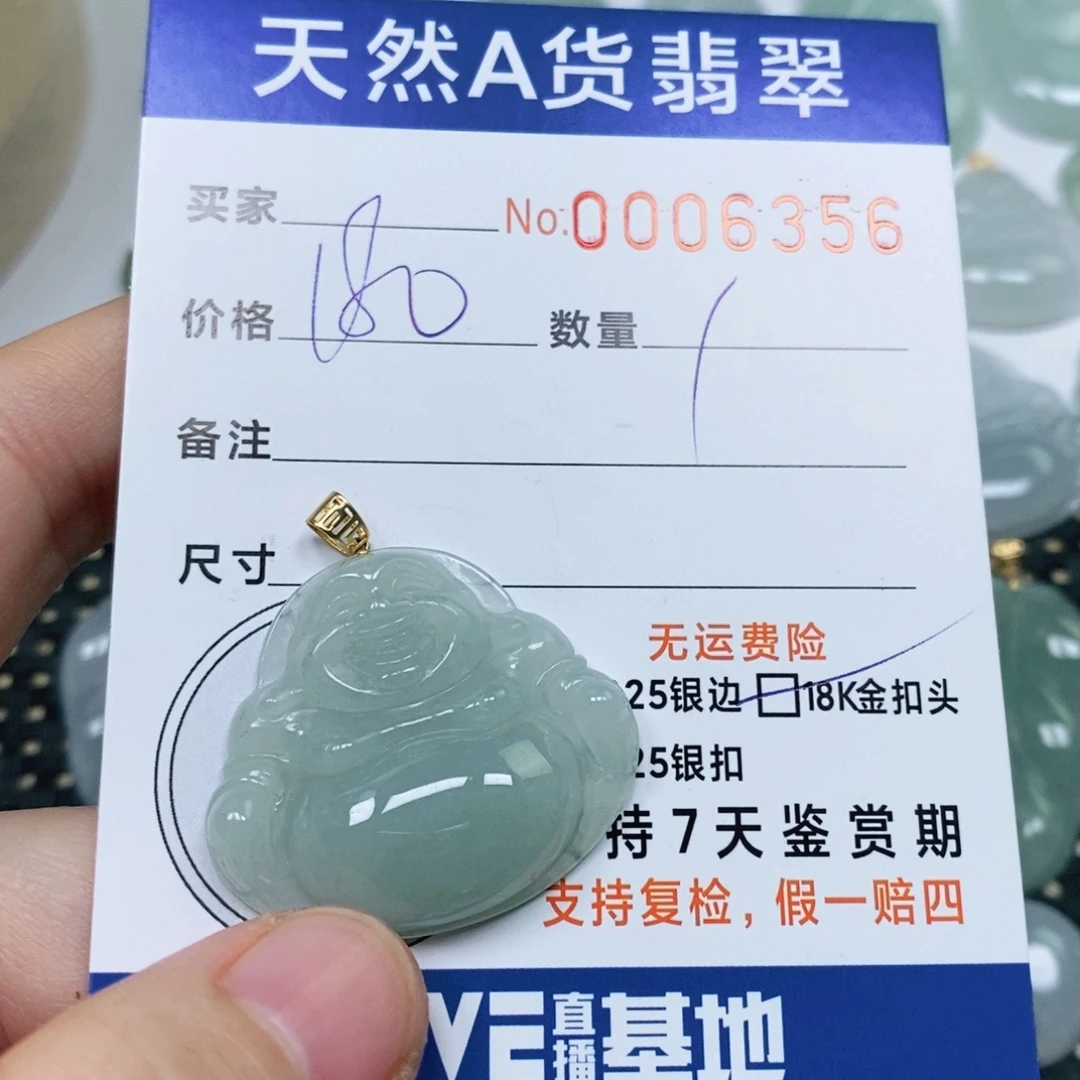 天然A货翡翠
买家 No.0006356
价格 180 数量 1
备注
尺寸
无运费险
25银边 □18K金扣头
25银扣
持7天鉴赏期
支持复检，假一赔四
VE直播基地